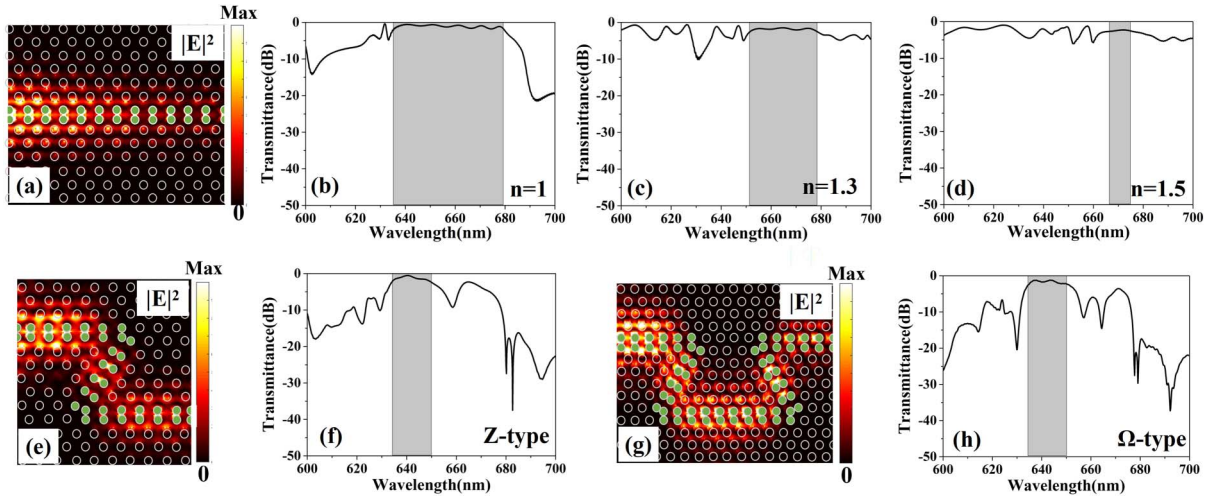 Max
|E|²
(a)
0
0
-10
-20
-30
-40
-50
Transmittance(dB)
(b)
n=1
600 620 640 660 680 700
Wavelength(nm)
0
-10
-20
-30
-40
-50
Transmittance(dB)
(c)
n=1.3
600 620 640 660 680 700
Wavelength(nm)
0
-10
-20
-30
-40
-50
Transmittance(dB)
(d)
n=1.5
600 620 640 660 680 700
Wavelength(nm)
Max
|E|²
(e)
0
0
-10
-20
-30
-40
-50
Transmittance(dB)
(f)
Z-type
600 620 640 660 680 700
Wavelength(nm)
Max
|E|²
(g)
0
0
-10
-20
-30
-40
-50
Transmittance(dB)
(h)
Ω-type
600 620 640 660 680 700
Wavelength(nm)